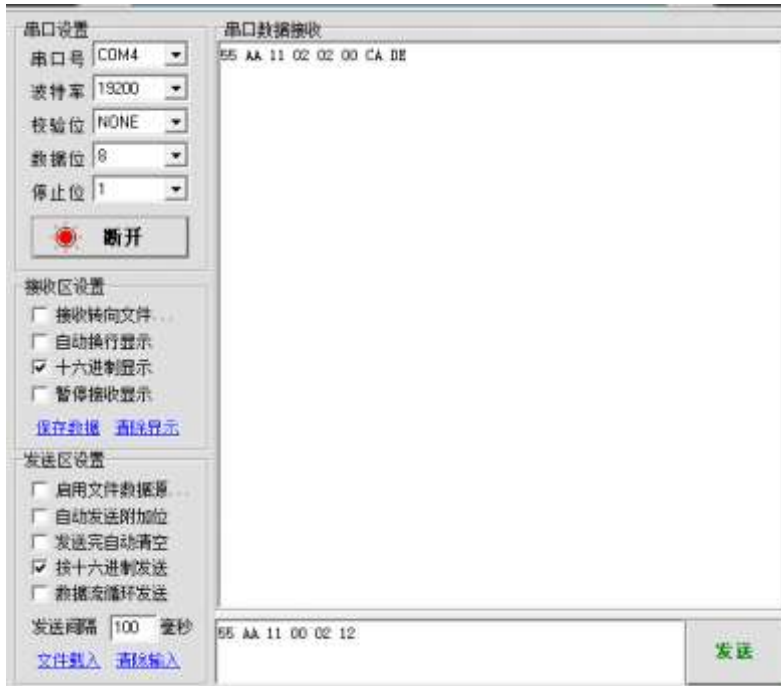 串口设置
串口号 COM4
波特率 19200
校验位 NONE
数据位 8
停止位 1
断开
接收区设置
接收转向文件...
自动换行显示
十六进制显示
暂停接收显示
保存数据 清除显示
发送区设置
启用文件数据源...
自动发送附加位
发送完自动清空
按十六进制发送
数据流循环发送
发送间隔 100 毫秒
文件载入 清除输入
串口数据接收
55 AA 11 02 02 00 CA DE
55 AA 11 00 02 12
发送